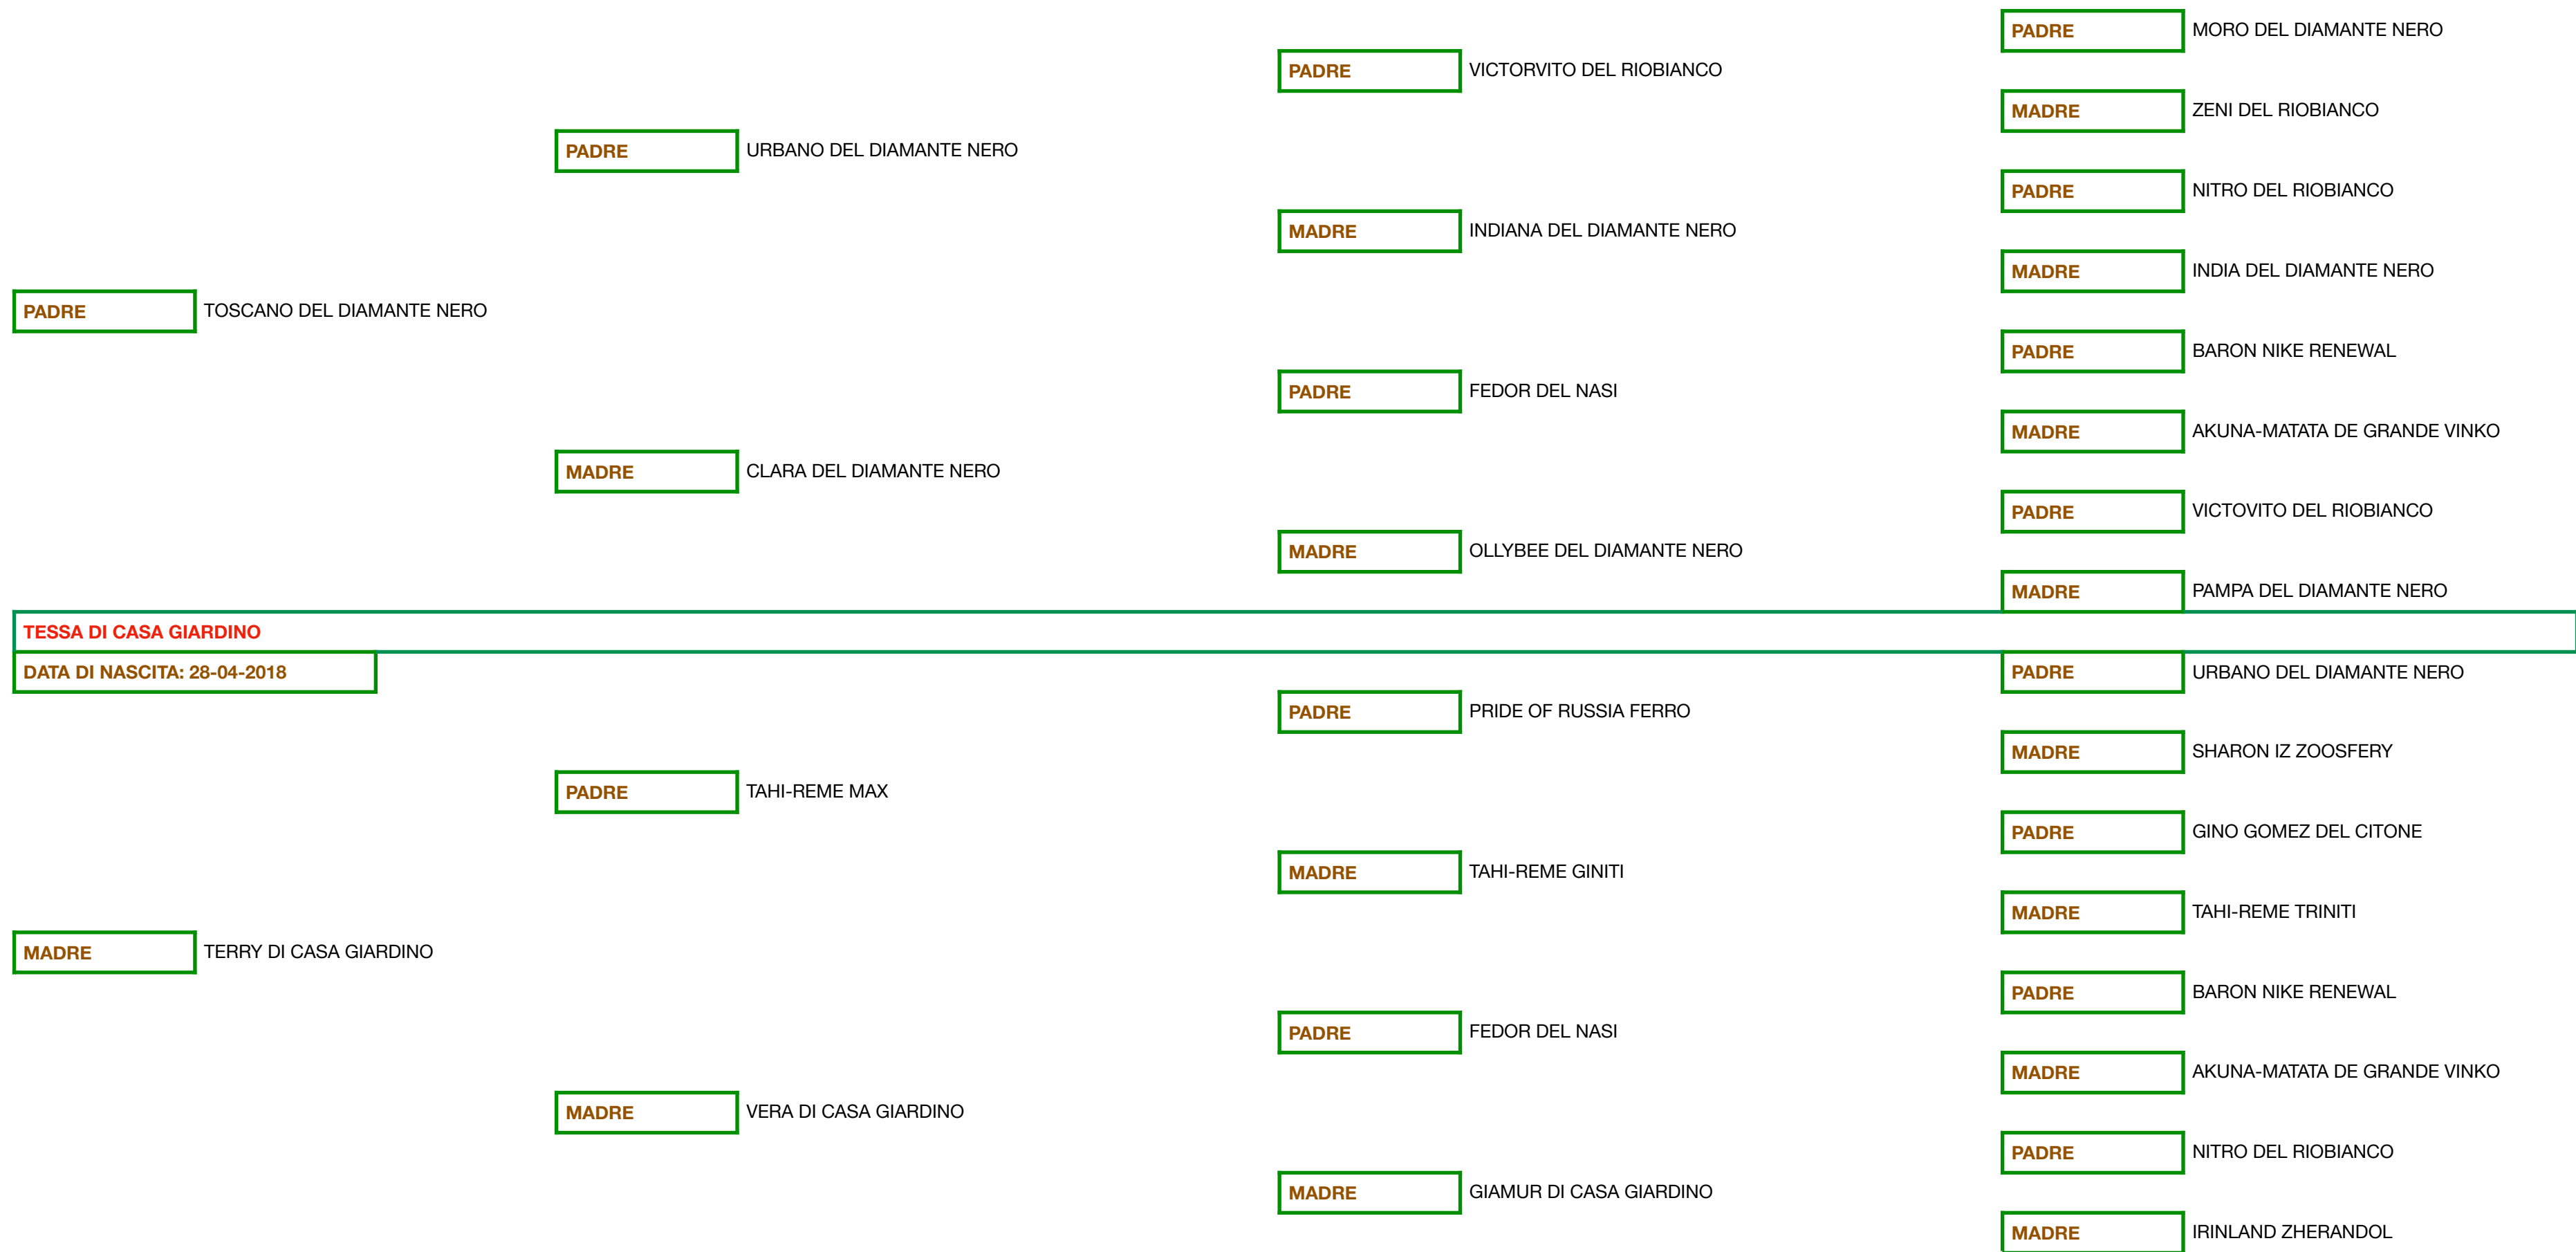 PADRE MORO DEL DIAMANTE NERO
PADRE VICTORVITO DEL RIOBIANCO
MADRE ZENI DEL RIOBIANCO
PADRE URBANO DEL DIAMANTE NERO
PADRE NITRO DEL RIOBIANCO
MADRE INDIANA DEL DIAMANTE NERO
MADRE INDIA DEL DIAMANTE NERO
PADRE TOSCANO DEL DIAMANTE NERO
PADRE BARON NIKE RENEWAL
PADRE FEDOR DEL NASI
MADRE AKUNA-MATATA DE GRANDE VINKO
MADRE CLARA DEL DIAMANTE NERO
PADRE VICTOVITO DEL RIOBIANCO
MADRE OLLYBEE DEL DIAMANTE NERO
MADRE PAMPA DEL DIAMANTE NERO
TESSA DI CASA GIARDINO
DATA DI NASCITA: 28-04-2018
PADRE URBANO DEL DIAMANTE NERO
PADRE PRIDE OF RUSSIA FERRO
MADRE SHARON IZ ZOOSFERY
PADRE TAHI-REME MAX
PADRE GINO GOMEZ DEL CITONE
MADRE TAHI-REME GINITI
MADRE TAHI-REME TRINITI
MADRE TERRY DI CASA GIARDINO
PADRE BARON NIKE RENEWAL
PADRE FEDOR DEL NASI
MADRE AKUNA-MATATA DE GRANDE VINKO
MADRE VERA DI CASA GIARDINO
PADRE NITRO DEL RIOBIANCO
MADRE GIAMUR DI CASA GIARDINO
MADRE IRINLAND ZHERANDOL